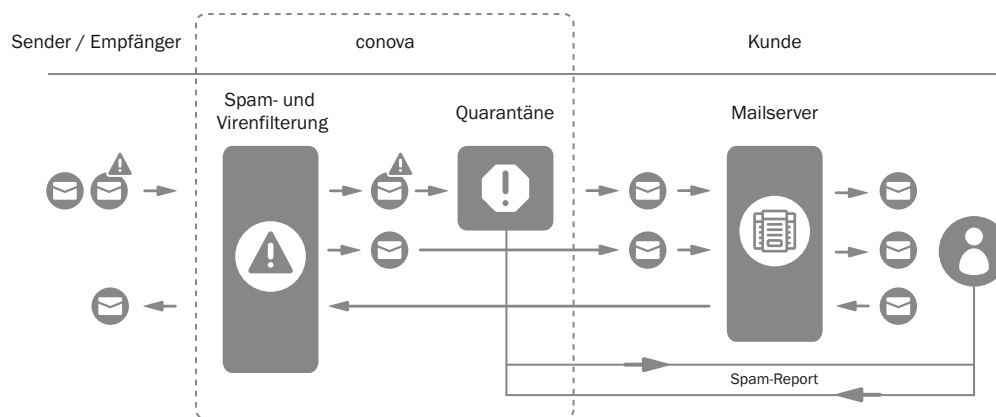 Sender / Empfänger
conova
Kunde
Spam- und
Virenfilterung
Quarantäne
Mailserver
Spam-Report